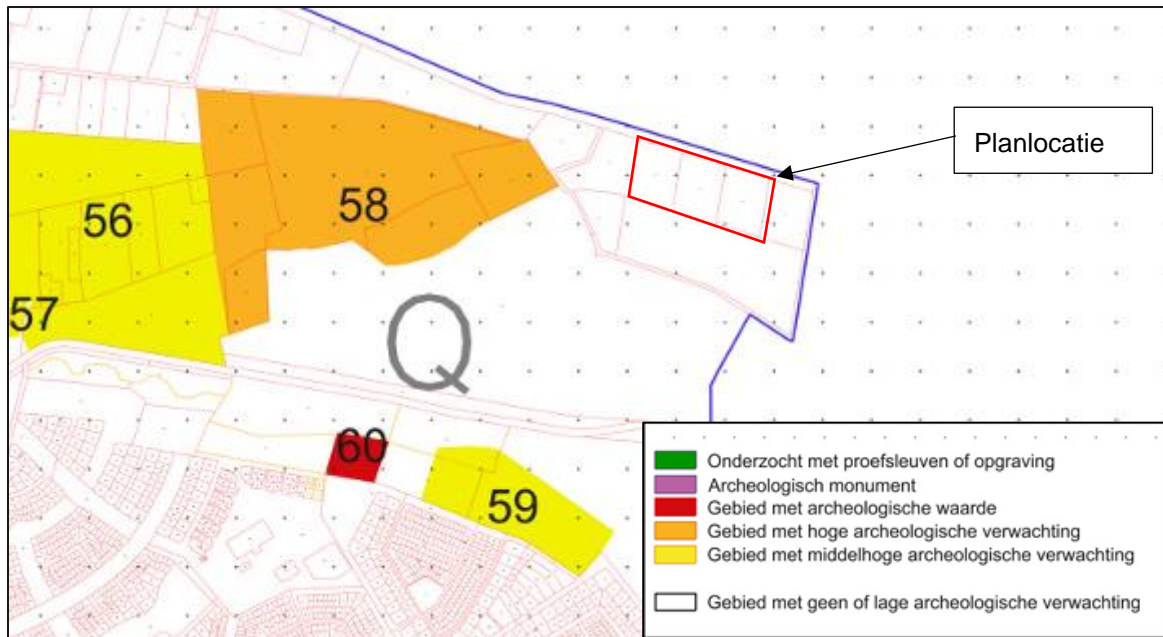 Planlocatie
58
56
57
Q
60
59
Onderzocht met proefsleuven of opgraving
Archeologisch monument
Gebied met archeologische waarde
Gebied met hoge archeologische verwachting
Gebied met middelhoge archeologische verwachting
Gebied met geen of lage archeologische verwachting